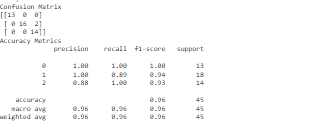 Confusion Matrix
[[13 0 0]
[ 0 16 2]
[ 0 0 14]]
Accuracy Metrics
precision recall f1-score support
0 1.00 1.00 1.00 13
1 1.00 0.89 0.94 18
2 0.88 1.00 0.93 14
accuracy 0.96 45
macro avg 0.96 0.96 0.96 45
weighted avg 0.96 0.96 0.96 45